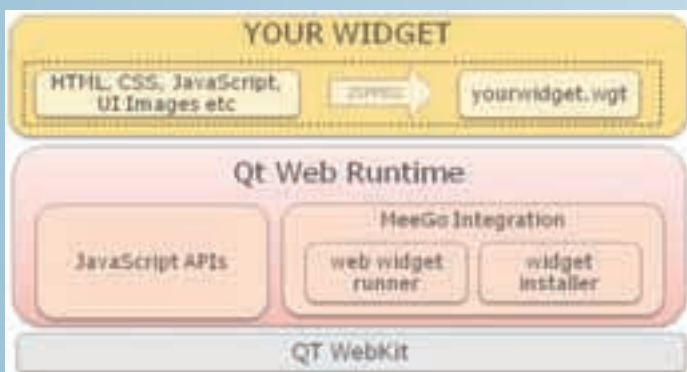 YOUR WIDGET
HTML, CSS, JavaScript,
UI Images etc
ZIPPED
yourwidget.wgt
Qt Web Runtime
JavaScript APIs
MeeGo Integration
web widget
runner
widget
installer
QT WebKit